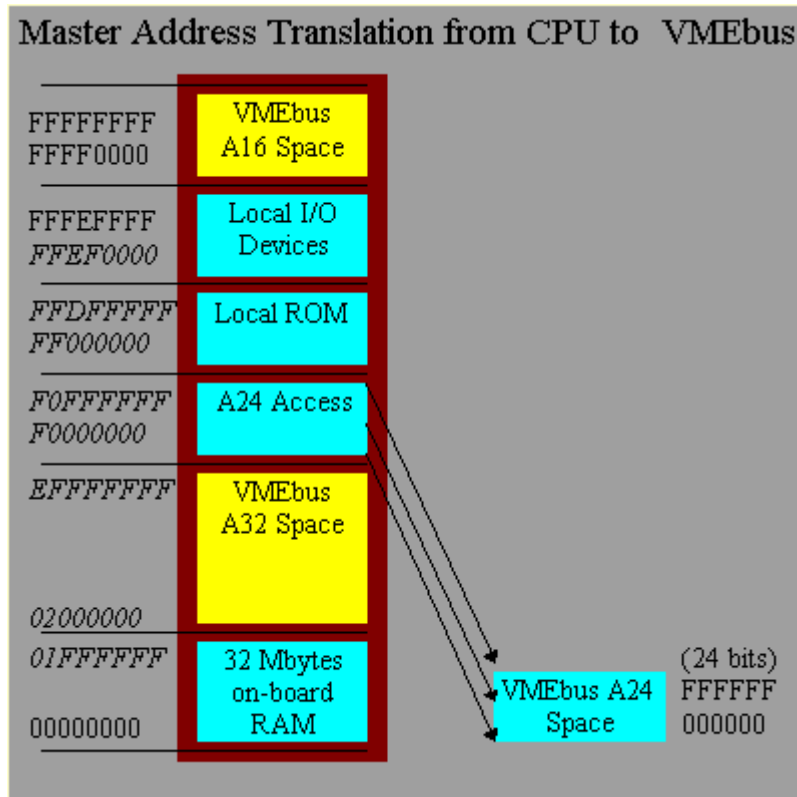 Master Address Translation from CPU to VMEbus
FFFFFFFF
FFFF0000
VMEbus
A16 Space
FFFEFFFF
FFEF0000
Local I/O
Devices
FFDFFFFF
FF000000
Local ROM
F0FFFFFF
F0000000
A24 Access
EFFFFFFF
02000000
VMEbus
A32 Space
01FFFFFF
00000000
32 Mbytes
on-board
RAM
VMEbus A24
Space
(24 bits)
FFFFFF
000000